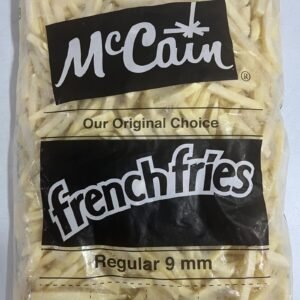 McCain®
Our Original Choice
french fries
Regular 9 mm